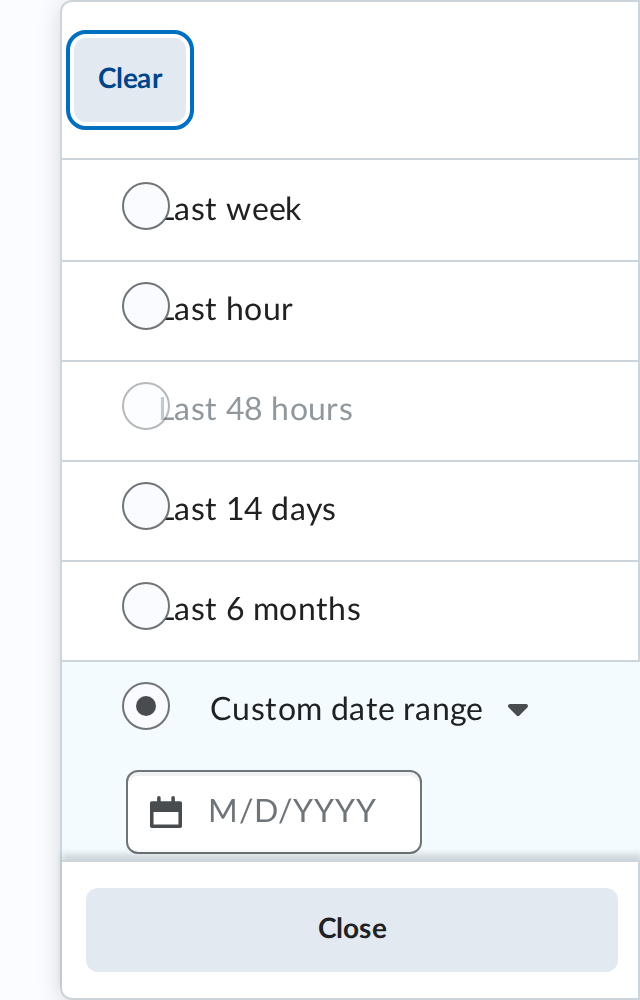 Clear
Last week
Last hour
Last 48 hours
Last 14 days
Last 6 months
Custom date range
M/D/YYYY
Close